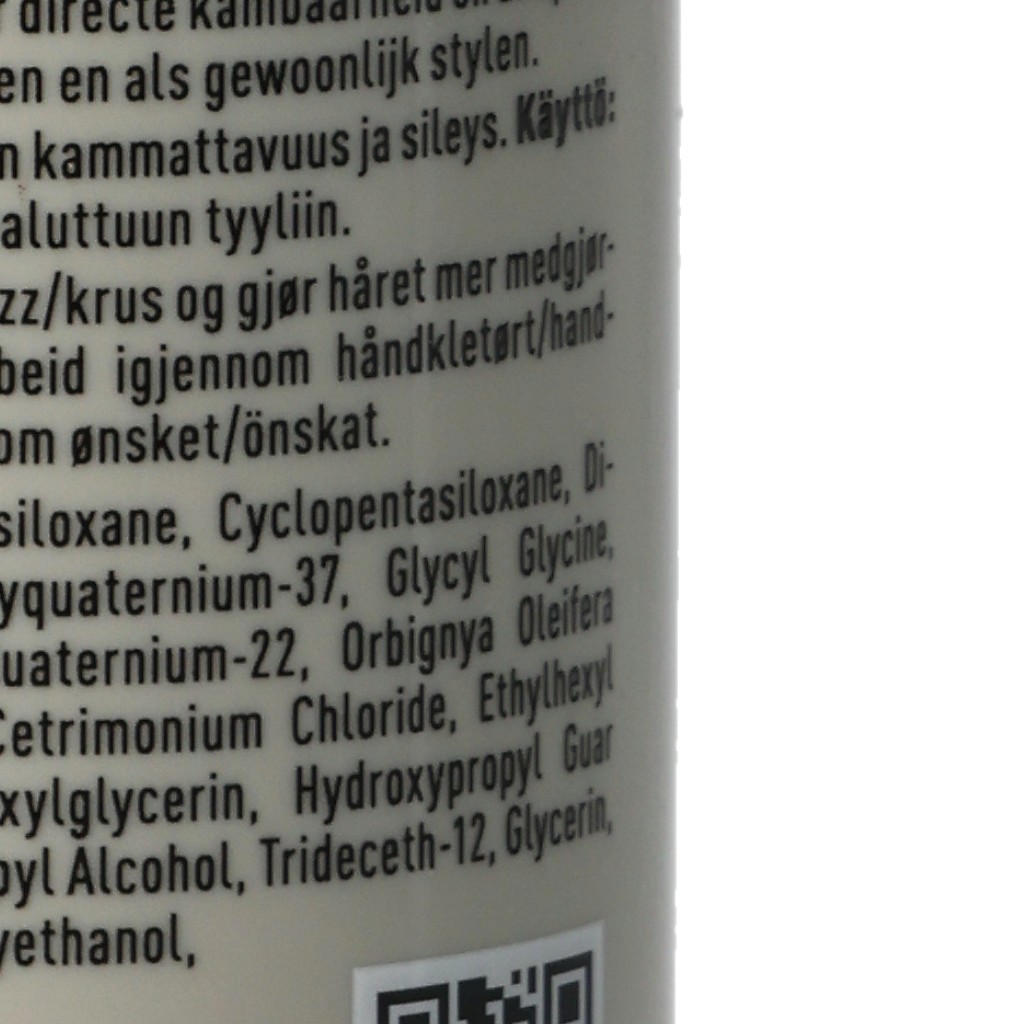 directe kambaarheid
en en als gewoonlijk stylen.
n kammattavuus ja sileys. Käyttö:
aluttuun tyyliin.
zz/krus og gjør håret mer medgjør-
beid igjennom håndkletørt/hand-
om ønsket/önskat.
siloxane, Cyclopentasiloxane, Di-
yquaternium-37, Glycyl Glycine,
uaternium-22, Orbignya Oleifera
Cetrimonium Chloride, Ethylhexyl
xylglycerin, Hydroxypropyl Guar
pyl Alcohol, Trideceth-12, Glycerin,
yethanol,